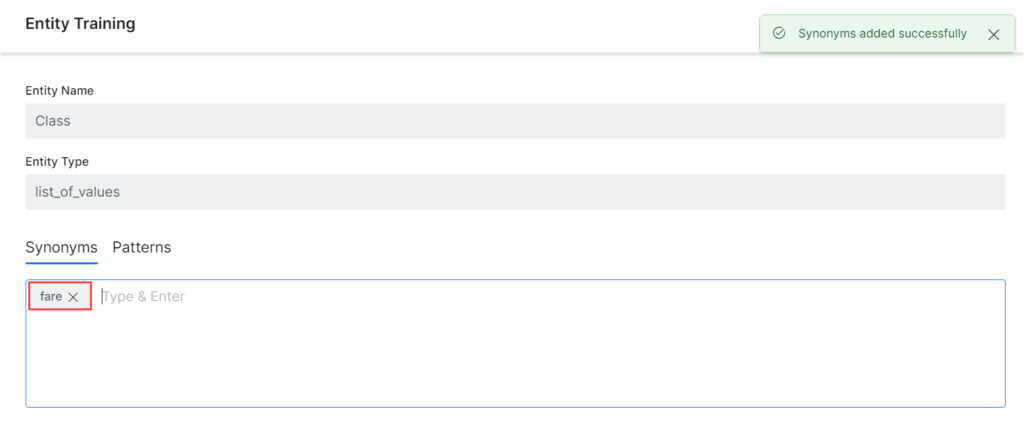 Entity Training
Synonyms added successfully
Entity Name
Class
Entity Type
list_of_values
Synonyms Patterns
fare Type & Enter